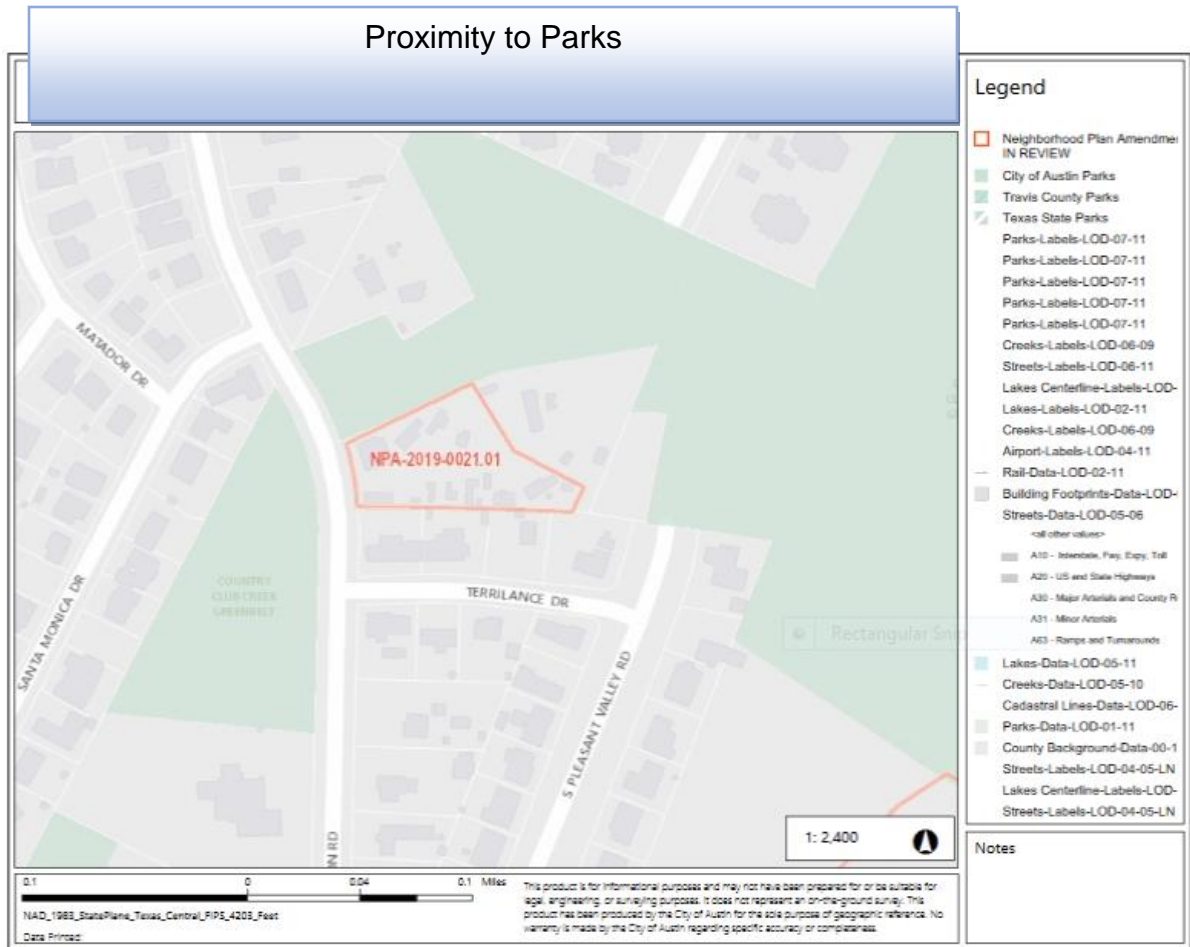 Proximity to Parks
Legend
Neighborhood Plan Amendme
IN REVIEW
City of Austin Parks
Travis County Parks
Texas State Parks
Parks-Labels-LOD-07-11
Parks-Labels-LOD-07-11
Parks-Labels-LOD-07-11
Parks-Labels-LOD-07-11
Parks-Labels-LOD-07-11
Creeks-Labels-LOD-06-09
Streets-Labels-LOD-06-11
Lakes Centerline-Labels-LOD-
Lakes-Labels-LOD-02-11
Creeks-Labels-LOD-06-09
Airport-Labels-LOD-04-11
Rail-Data-LOD-02-11
Building Footprints-Data-LOD-
Streets-Data-LOD-05-06
<all other values>
A10 - Interstate, Fwy, Expy, Toll
A20 - US and State Highways
A30 - Major Arterials and County R
A31 - Minor Arterials
A63 - Ramps and Turnarounds
Lakes-Data-LOD-05-11
Creeks-Data-LOD-05-10
Cadastral Lines-Data-LOD-06-
Parks-Data-LOD-01-11
County Background-Data-00-1
Streets-Labels-LOD-04-05-LN
Lakes Centerline-Labels-LOD-
Streets-Labels-LOD-04-05-LN
Notes
MATADOR DR
NPA-2019-0021.01
COUNTRY
CLUB CREEK
GREENBELT
SANTA MONICA DR
TERRILANCE DR
Rectangular Sni
S PLEASANT VALLEY RD
ON RD
1: 2,400
0.1 0 0.04 0.1 Miles
NAD_1983_StatePlane_Texas_Central_FIPS_4203_Feet
Date Printed:
This product is for informational purposes and may not have been prepared for or be suitable for
legal, engineering, or surveying purposes. It does not represent an on-the-ground survey. This
product has been produced by the City of Austin for the sole purpose of geographic reference. No
warranty is made by the City of Austin regarding specific accuracy or completeness.